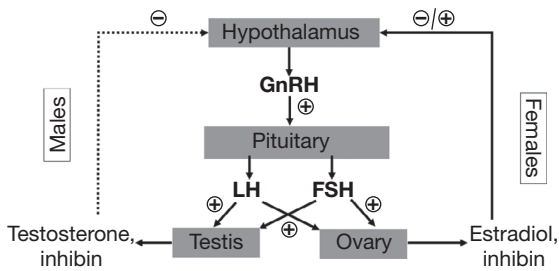 ⊖
⊖/⊕
Hypothalamus
GnRH
⊕
Males
Females
Pituitary
LH
FSH
⊕
⊕
⊕
Testosterone,
inhibin
Testis
Ovary
Estradiol,
inhibin